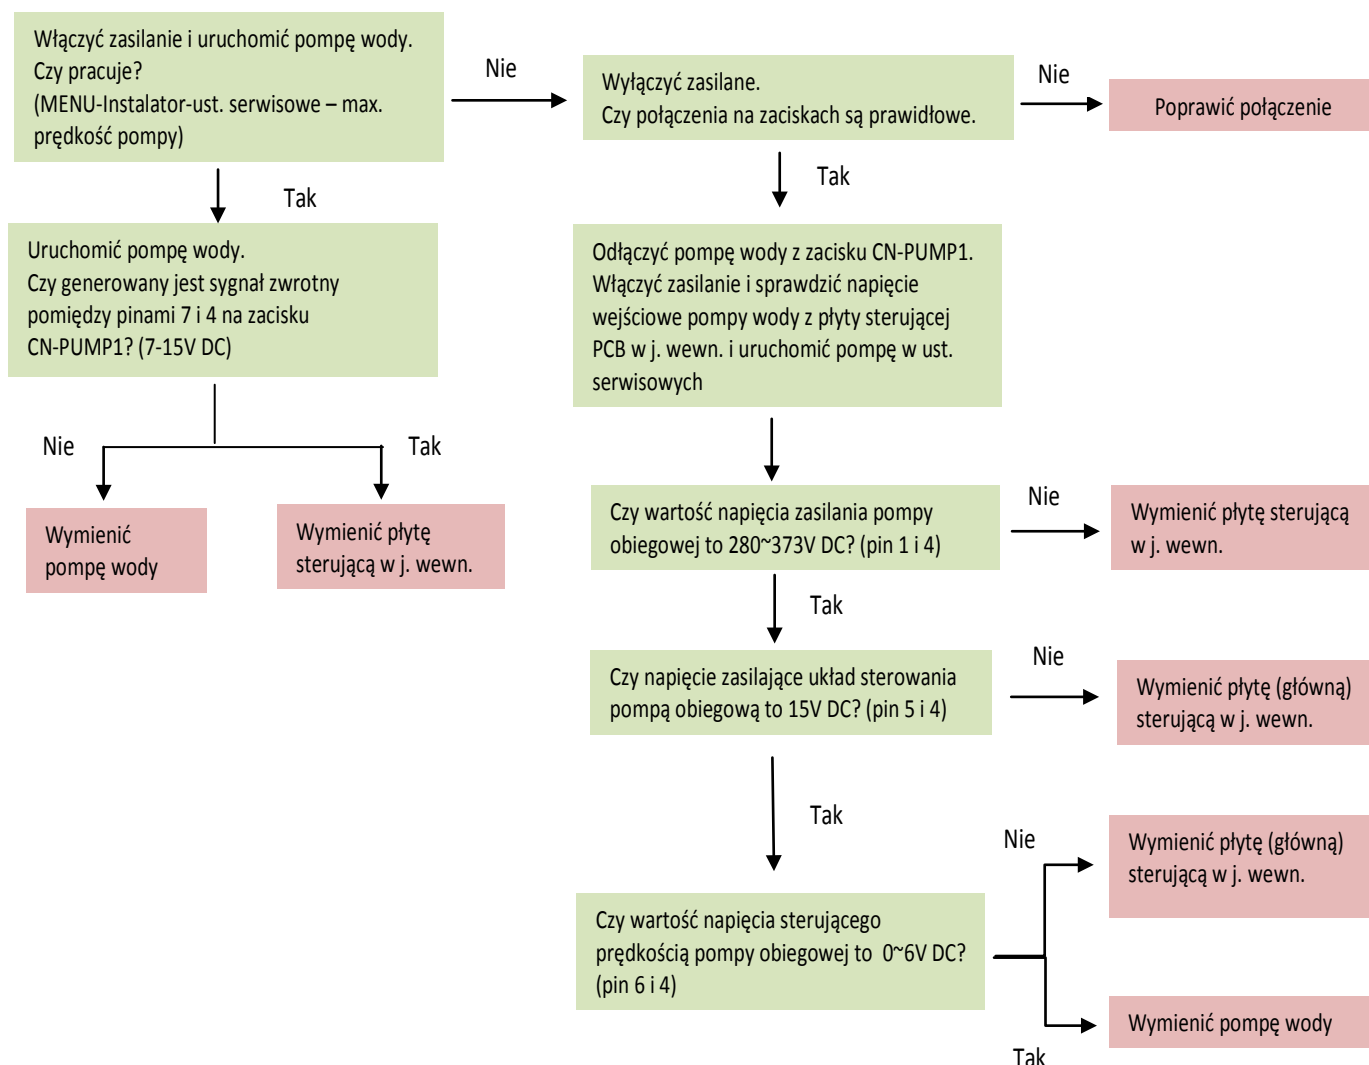 Włączyć zasilanie i uruchomić pompę wody.
Czy pracuje?
(MENU-Instalator-ust. serwisowe – max.
prędkość pompy)
Nie
Wyłączyć zasilane.
Czy połączenia na zaciskach są prawidłowe.
Nie
Poprawić połączenie
Tak
Tak
Uruchomić pompę wody.
Czy generowany jest sygnał zwrotny
pomiędzy pinami 7 i 4 na zacisku
CN-PUMP1? (7-15V DC)
Odłączyć pompę wody z zacisku CN-PUMP1.
Włączyć zasilanie i sprawdzić napięcie
wejściowe pompy wody z płyty sterującej
PCB w j. wewn. i uruchomić pompę w ust.
serwisowych
Nie
Tak
Wymienić
pompę wody
Wymienić płytę
sterującą w j. wewn.
Czy wartość napięcia zasilania pompy
obiegowej to 280~373V DC? (pin 1 i 4)
Nie
Wymienić płytę sterującą
w j. wewn.
Tak
Czy napięcie zasilające układ sterowania
pompą obiegową to 15V DC? (pin 5 i 4)
Nie
Wymienić płytę (główną)
sterującą w j. wewn.
Tak
Czy wartość napięcia sterującego
prędkością pompy obiegowej to  0~6V DC?
(pin 6 i 4)
Nie
Wymienić płytę (główną)
sterującą w j. wewn.
Wymienić pompę wody
Tak